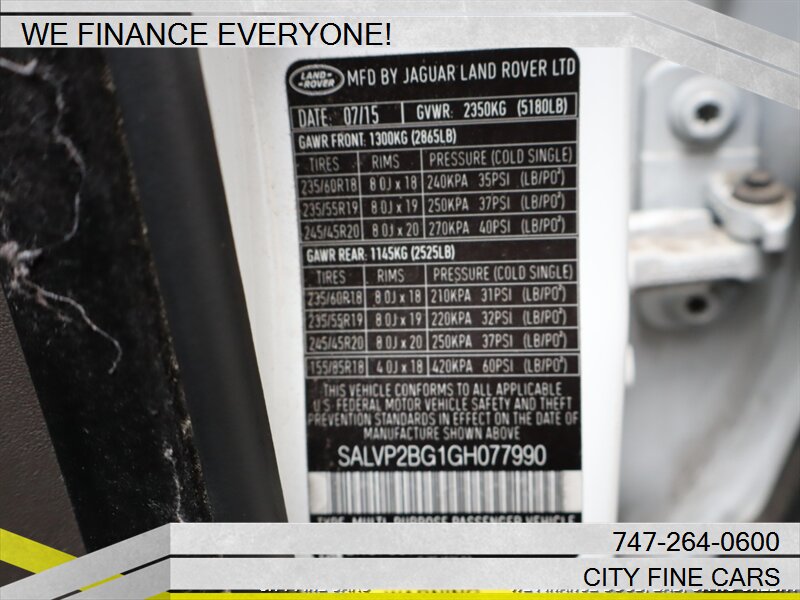 WE FINANCE EVERYONE!
LAND ROVER
MFD BY JAGUAR LAND ROVER LTD
DATE: 07/15 GVWR: 2350KG (5180LB)
GAWR FRONT: 1300KG (2865LB)
TIRES RIMS PRESSURE (COLD SINGLE)
235/60R18 8.0J x 18 240KPA 35PSI (LB/PO²)
235/55R19 8.0J x 19 250KPA 37PSI (LB/PO²)
245/45R20 8.0J x 20 270KPA 40PSI (LB/PO²)
GAWR REAR: 1145KG (2525LB)
TIRES RIMS PRESSURE (COLD SINGLE)
235/60R18 8.0J x 18 210KPA 31PSI (LB/PO²)
235/55R19 8.0J x 19 220KPA 32PSI (LB/PO²)
245/45R20 8.0J x 20 250KPA 37PSI (LB/PO²)
155/85R18 4.0J x 18 420KPA 60PSI (LB/PO²)
THIS VEHICLE CONFORMS TO ALL APPLICABLE
U.S. FEDERAL MOTOR VEHICLE SAFETY AND THEFT
PREVENTION STANDARDS IN EFFECT ON THE DATE OF
MANUFACTURE SHOWN ABOVE
SALVP2BG1GH077990
TYPE: MULTI-PURPOSE PASSENGER VEHICLE
747-264-0600
CITY FINE CARS